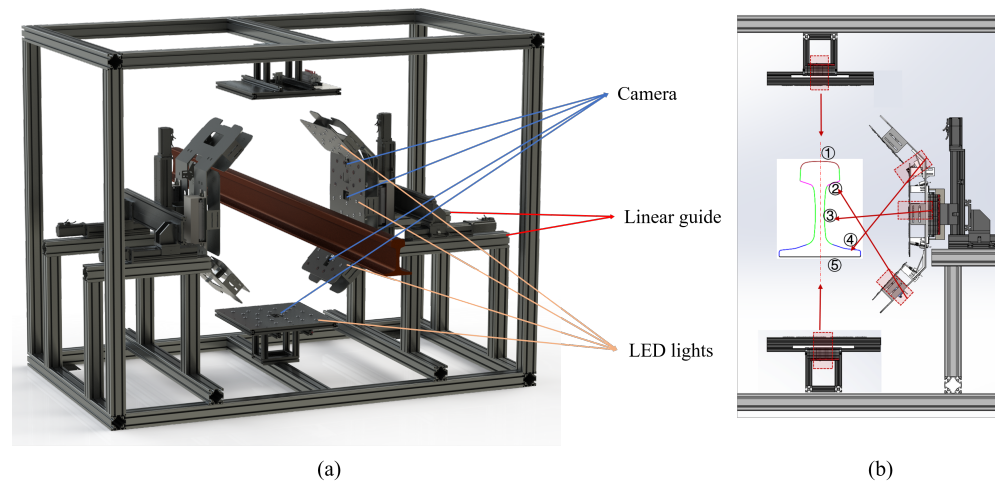 Camera
Linear guide
LED lights
①
②
③
④
⑤
(a)
(b)